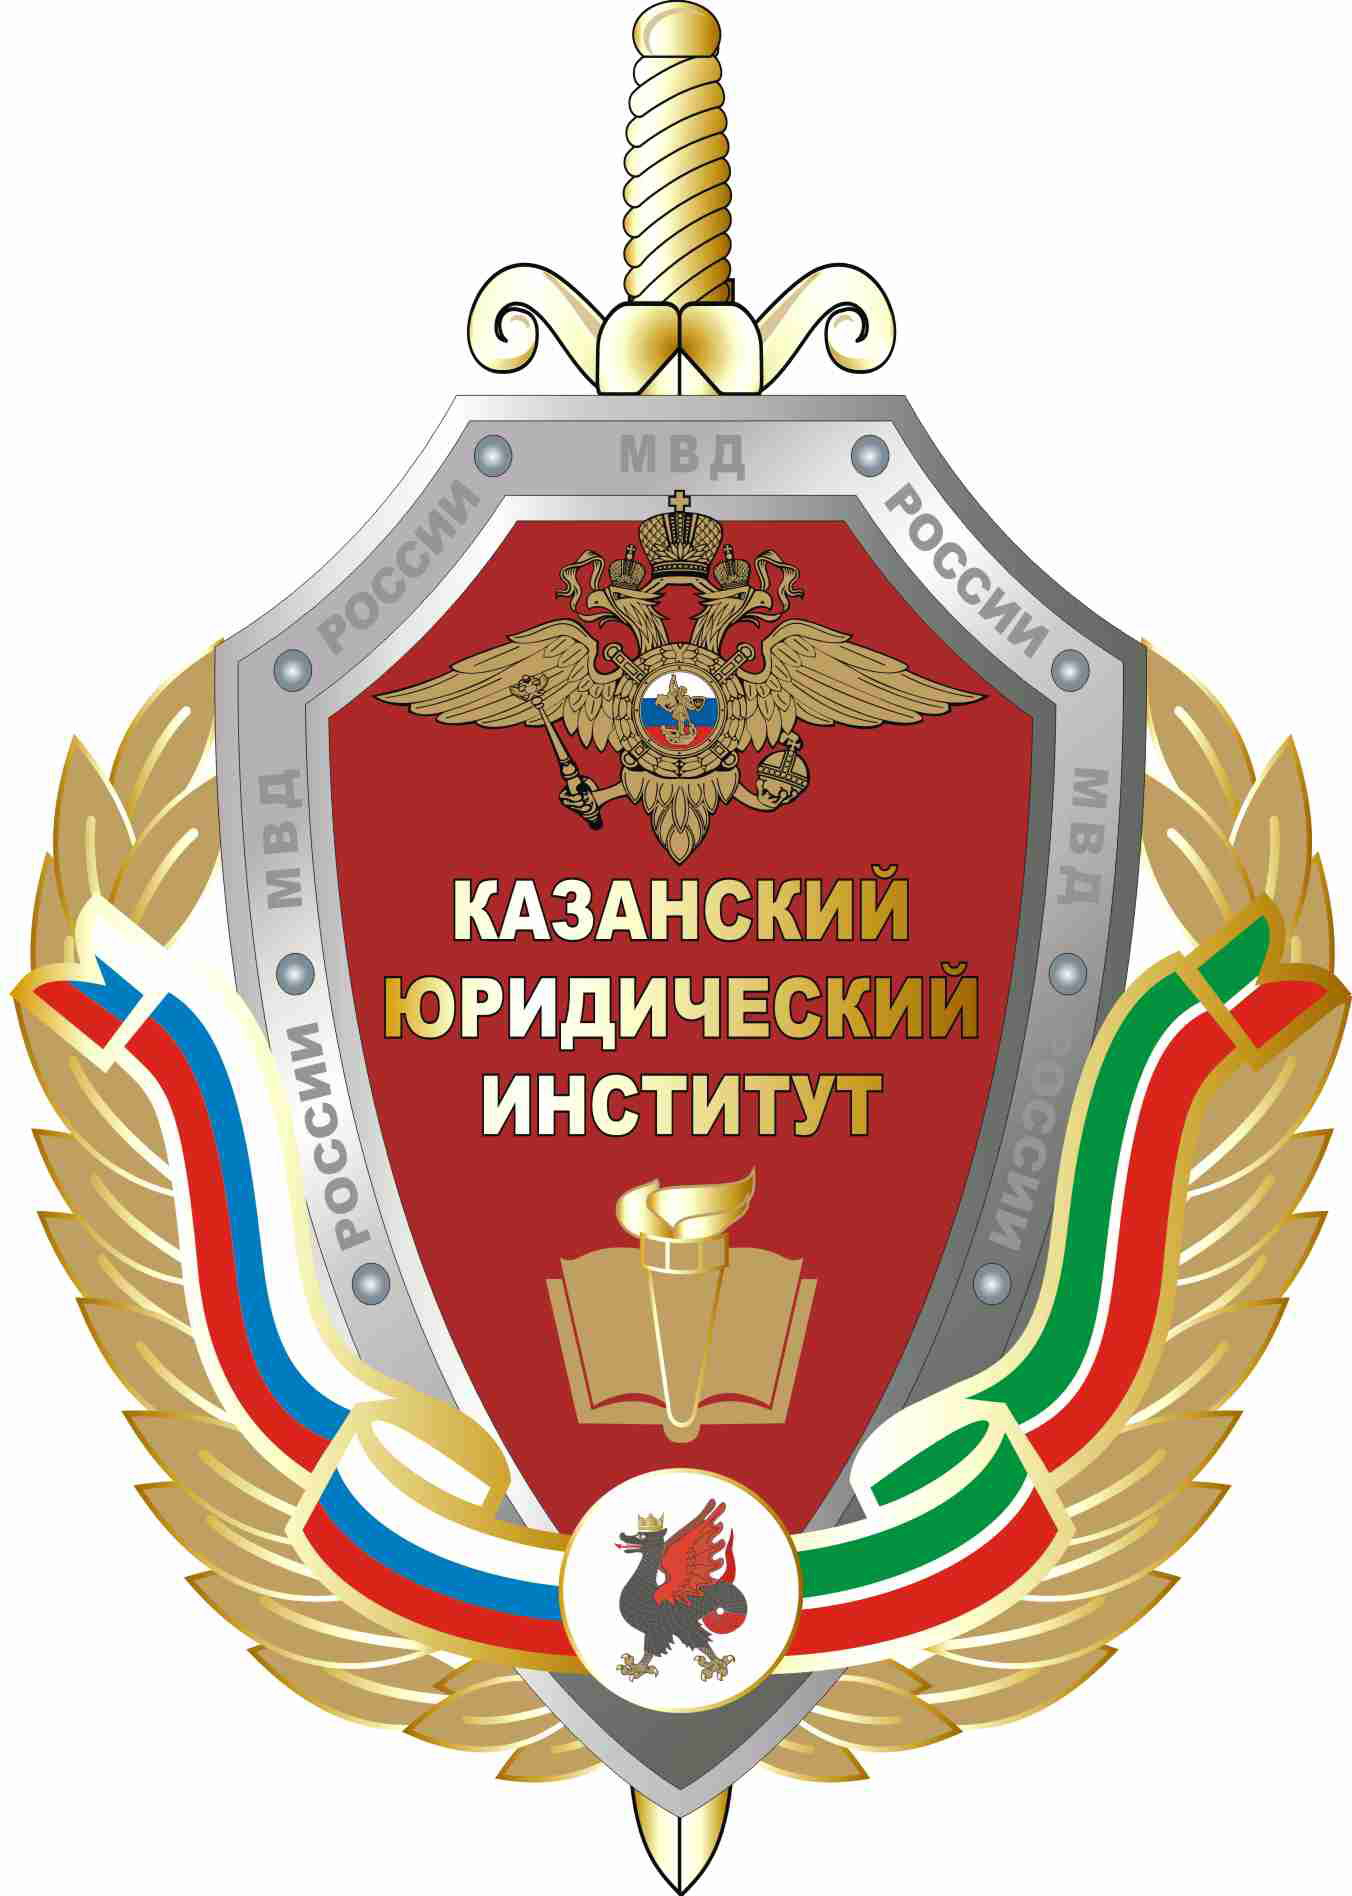 МВД
РОССИИ
РОССИИ
МВД
МВД
РОССИИ
РОССИИ
КАЗАНСКИЙ
ЮРИДИЧЕСКИЙ
ИНСТИТУТ